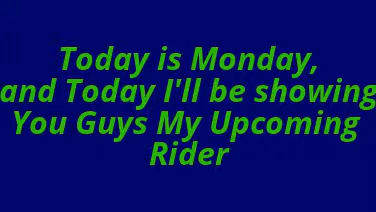 Today is Monday,
and Today I'll be showing
You Guys My Upcoming
Rider